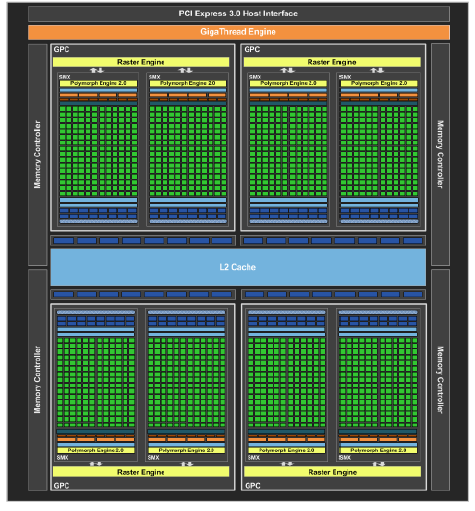 PCI Express 3.0 Host Interface
GigaThread Engine
GPC
GPC
Raster Engine
Raster Engine
SMX
SMX
SMX
SMX
Polymorph Engine 2.0
Polymorph Engine 2.0
Polymorph Engine 2.0
Polymorph Engine 2.0
Memory Controller
Memory Controller
L2 Cache
Memory Controller
Memory Controller
Polymorph Engine 2.0
Polymorph Engine 2.0
Polymorph Engine 2.0
Polymorph Engine 2.0
SMX
SMX
SMX
SMX
Raster Engine
Raster Engine
GPC
GPC